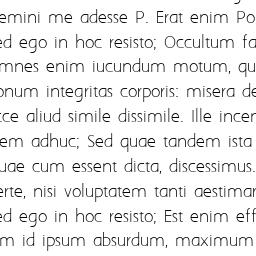 emini me adesse P. Erat enim Po
ed ego in hoc resisto; Occultum fa
mnes enim iucundum motum, qu
onum integritas corporis: misera de
cce aliud simile dissimile. Ille incer
em adhuc; Sed quae tandem ista
uae cum essent dicta, discessimus.
erte, nisi voluptatem tanti aestimar
ed ego in hoc resisto; Est enim eff
m id ipsum absurdum, maximum